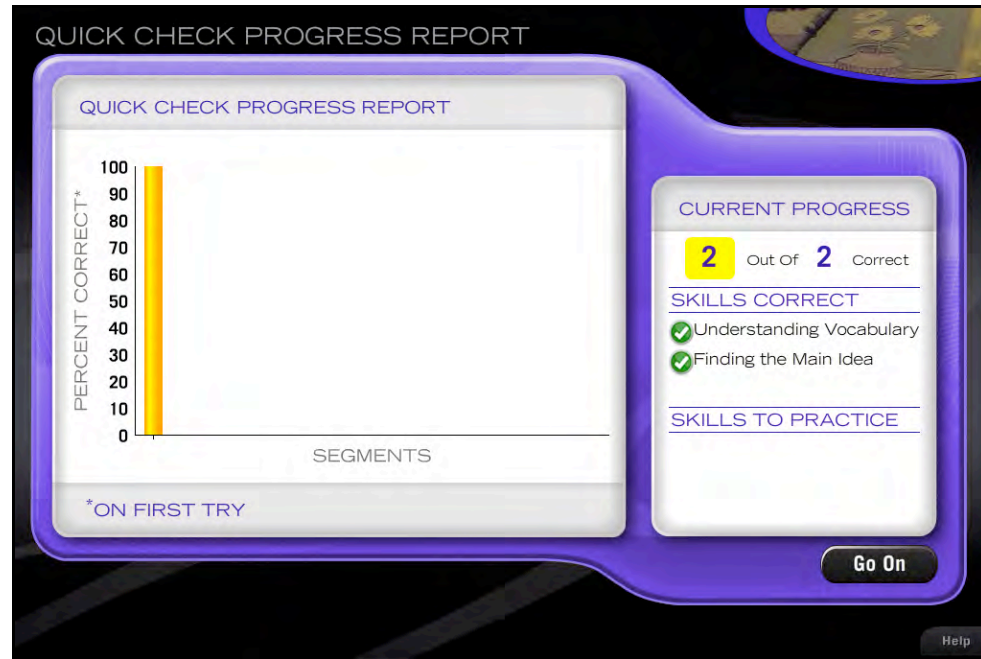 QUICK CHECK PROGRESS REPORT
QUICK CHECK PROGRESS REPORT
PERCENT CORRECT*
100
90
80
70
60
50
40
30
20
10
0
SEGMENTS
*ON FIRST TRY
CURRENT PROGRESS
2 Out Of 2 Correct
SKILLS CORRECT
Understanding Vocabulary
Finding the Main Idea
SKILLS TO PRACTICE
Go On
Help